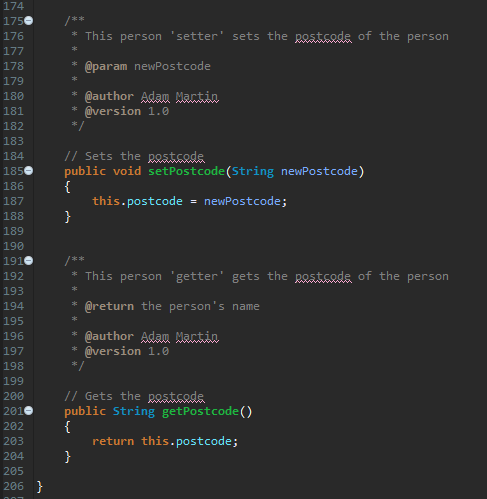 174
175 /**
176 * This person 'setter' sets the postcode of the person
177 *
178 * @param newPostcode
179 *
180 * @author Adam Martin
181 * @version 1.0
182 */
183
184 // Sets the postcode
185 public void setPostcode(String newPostcode)
186 {
187 this.postcode = newPostcode;
188 }
189
190
191 /**
192 * This person 'getter' gets the postcode of the person
193 *
194 * @return the person's name
195 *
196 * @author Adam Martin
197 * @version 1.0
198 */
199
200 // Gets the postcode
201 public String getPostcode()
202 {
203 return this.postcode;
204 }
205
206 }
207